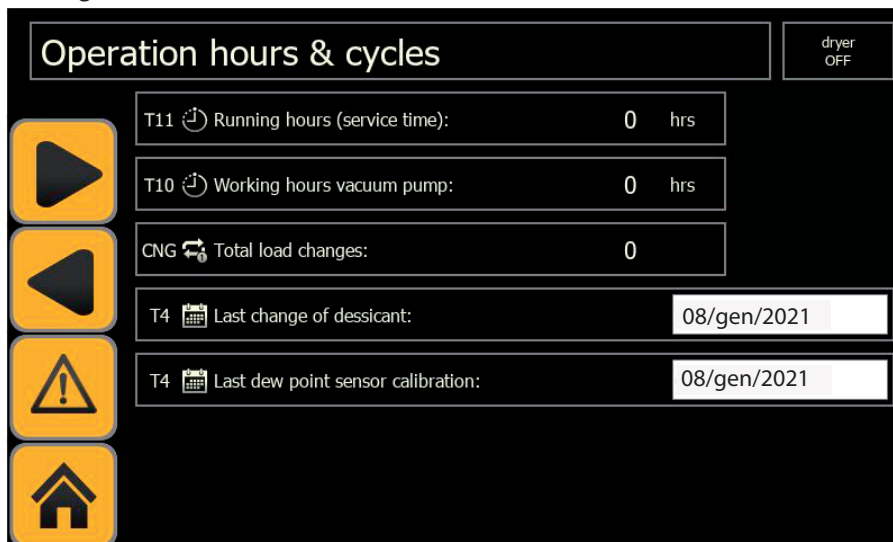 Operation hours & cycles
dryer
OFF
T11 Running hours (service time): 0 hrs
T10 Working hours vacuum pump: 0 hrs
CNG Total load changes: 0
T4 Last change of dessicant: 08/gen/2021
T4 Last dew point sensor calibration: 08/gen/2021